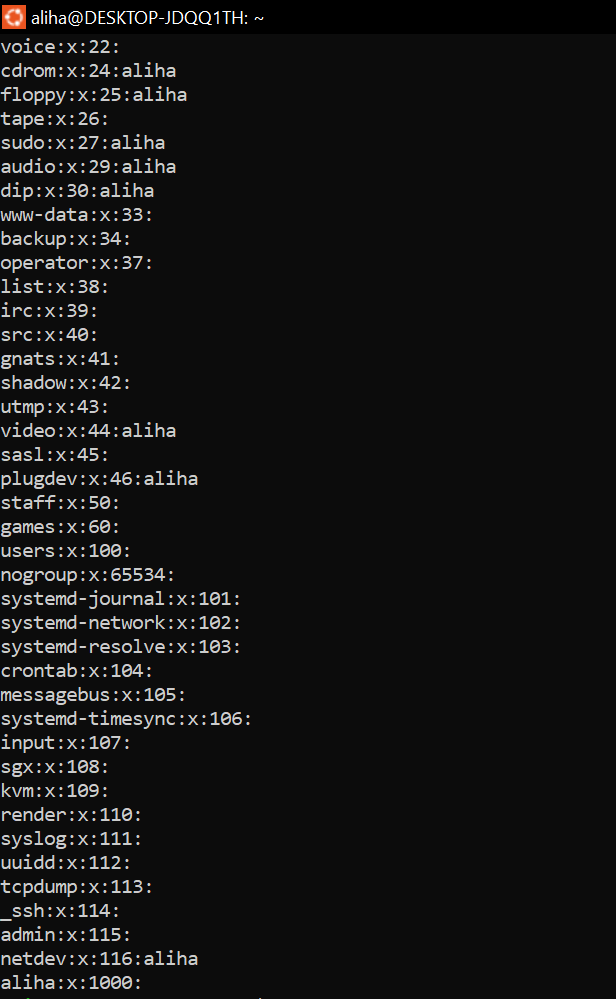 aliha@DESKTOP-JDQQ1TH: ~
voice:x:22:
cdrom:x:24:aliha
floppy:x:25:aliha
tape:x:26:
sudo:x:27:aliha
audio:x:29:aliha
dip:x:30:aliha
www-data:x:33:
backup:x:34:
operator:x:37:
list:x:38:
irc:x:39:
src:x:40:
gnats:x:41:
shadow:x:42:
utmp:x:43:
video:x:44:aliha
sasl:x:45:
plugdev:x:46:aliha
staff:x:50:
games:x:60:
users:x:100:
nogroup:x:65534:
systemd-journal:x:101:
systemd-network:x:102:
systemd-resolve:x:103:
crontab:x:104:
messagebus:x:105:
systemd-timesync:x:106:
input:x:107:
sgx:x:108:
kvm:x:109:
render:x:110:
syslog:x:111:
uuidd:x:112:
tcpdump:x:113:
_ssh:x:114:
admin:x:115:
netdev:x:116:aliha
aliha:x:1000: